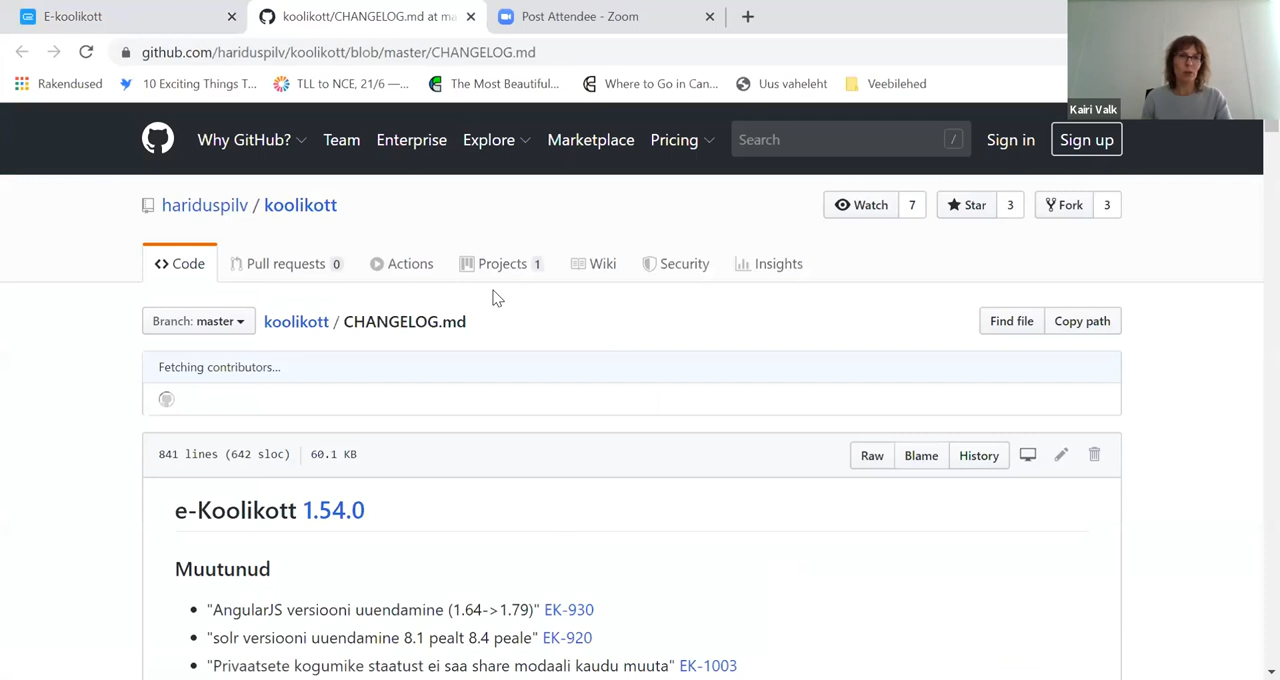 E-koolikott
koolikott/CHANGELOG.md at ma
Post Attendee - Zoom
github.com/hariduspilv/koolikott/blob/master/CHANGELOG.md
Rakendused
10 Exciting Things T...
TLL to NCE, 21/6 —...
The Most Beautiful...
Where to Go in Can...
Uus vaheleht
Veebilehed
Kairi Valk
Why GitHub?
Team
Enterprise
Explore
Marketplace
Pricing
Search /
Sign in
Sign up
hariduspilv / koolikott
Watch 7
Star 3
Fork 3
<> Code
Pull requests 0
Actions
Projects 1
Wiki
Security
Insights
Branch: master
koolikott / CHANGELOG.md
Find file
Copy path
Fetching contributors...
841 lines (642 sloc) 60.1 KB
Raw
Blame
History
e-Koolikott 1.54.0
Muutunud
• "AngularJS versiooni uuendamine (1.64->1.79)" EK-930
• "solr versiooni uuendamine 8.1 pealt 8.4 peale" EK-920
• "Privaatsete kogumike staatust ei saa share modaali kaudu muuta" EK-1003